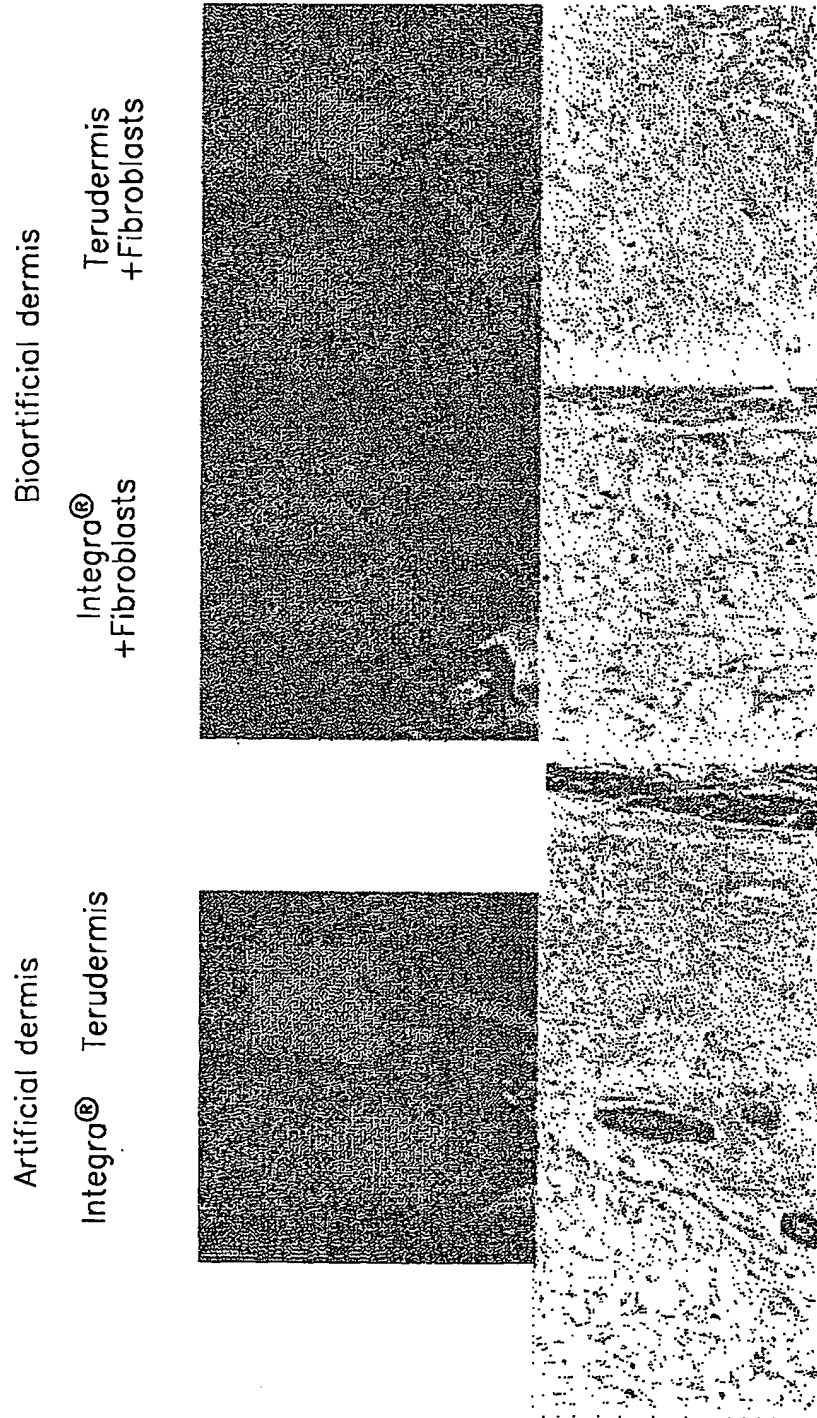 Artificial dermis
Integra® Terudermis
Bioartificial dermis
Integra®
+Fibroblasts
Terudermis
+Fibroblasts